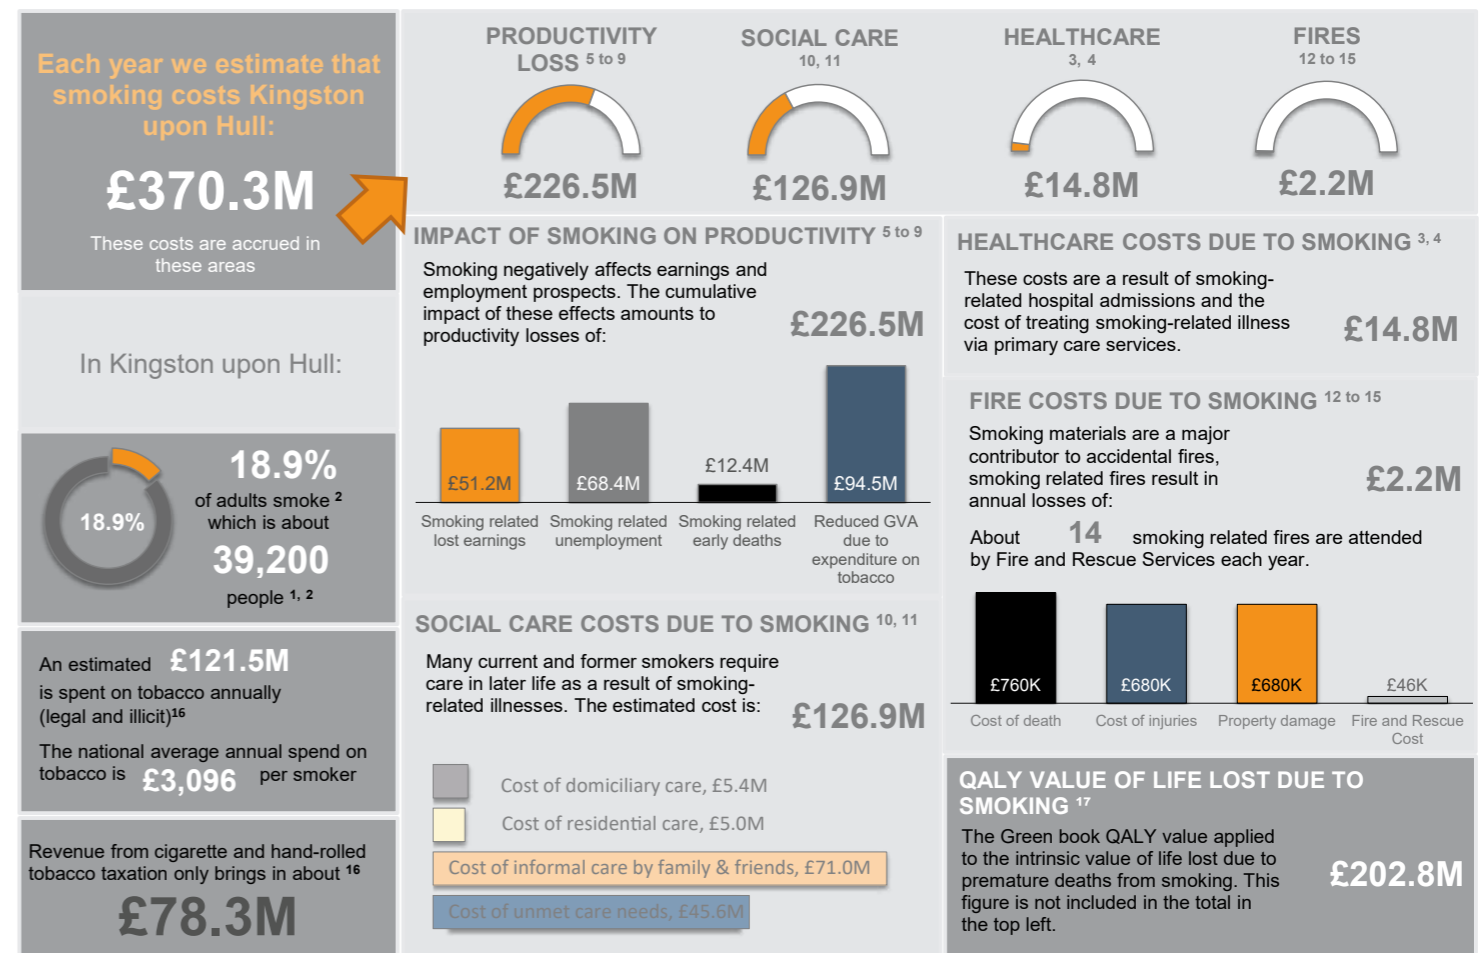 Each year we estimate that
smoking costs Kingston
upon Hull:
£370.3M
These costs are accrued in
these areas
PRODUCTIVITY
LOSS 5 to 9
£226.5M
SOCIAL CARE
10, 11
£126.9M
HEALTHCARE
3, 4
£14.8M
FIRES
12 to 15
£2.2M
In Kingston upon Hull:
18.9%
18.9%
of adults smoke 2
which is about
39,200
people 1, 2
An estimated £121.5M
is spent on tobacco annually
(legal and illicit)16
The national average annual spend on
tobacco is £3,096 per smoker
Revenue from cigarette and hand-rolled
tobacco taxation only brings in about 16
£78.3M
IMPACT OF SMOKING ON PRODUCTIVITY 5 to 9
Smoking negatively affects earnings and
employment prospects. The cumulative
impact of these effects amounts to
productivity losses of:
£226.5M
£51.2M
£68.4M
£12.4M
£94.5M
Smoking related
lost earnings
Smoking related
unemployment
Smoking related
early deaths
Reduced GVA
due to
expenditure on
tobacco
SOCIAL CARE COSTS DUE TO SMOKING 10, 11
Many current and former smokers require
care in later life as a result of smoking-
related illnesses. The estimated cost is:
£126.9M
Cost of domiciliary care, £5.4M
Cost of residential care, £5.0M
Cost of informal care by family & friends, £71.0M
Cost of unmet care needs, £45.6M
HEALTHCARE COSTS DUE TO SMOKING 3, 4
These costs are a result of smoking-
related hospital admissions and the
cost of treating smoking-related illness
via primary care services.
£14.8M
FIRE COSTS DUE TO SMOKING 12 to 15
Smoking materials are a major
contributor to accidental fires,
smoking related fires result in
annual losses of:
£2.2M
About 14 smoking related fires are attended
by Fire and Rescue Services each year.
£760K
£680K
£680K
£46K
Cost of death
Cost of injuries
Property damage
Fire and Rescue
Cost
QALY VALUE OF LIFE LOST DUE TO
SMOKING 17
The Green book QALY value applied
to the intrinsic value of life lost due to
premature deaths from smoking. This
figure is not included in the total in
the top left.
£202.8M